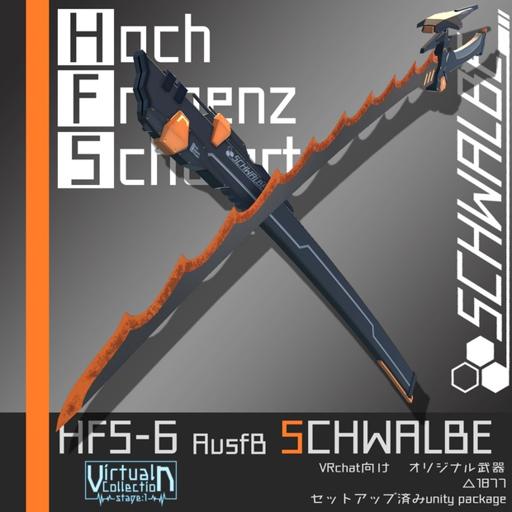 Hoch
Frequenz
Schwert
SCHWALBE
SCHWALBE
HFS-6 AusfB SCHWALBE
Virtual
Collection
stage:1
VRchat向け オリジナル武器
△1877
セットアップ済みunity package